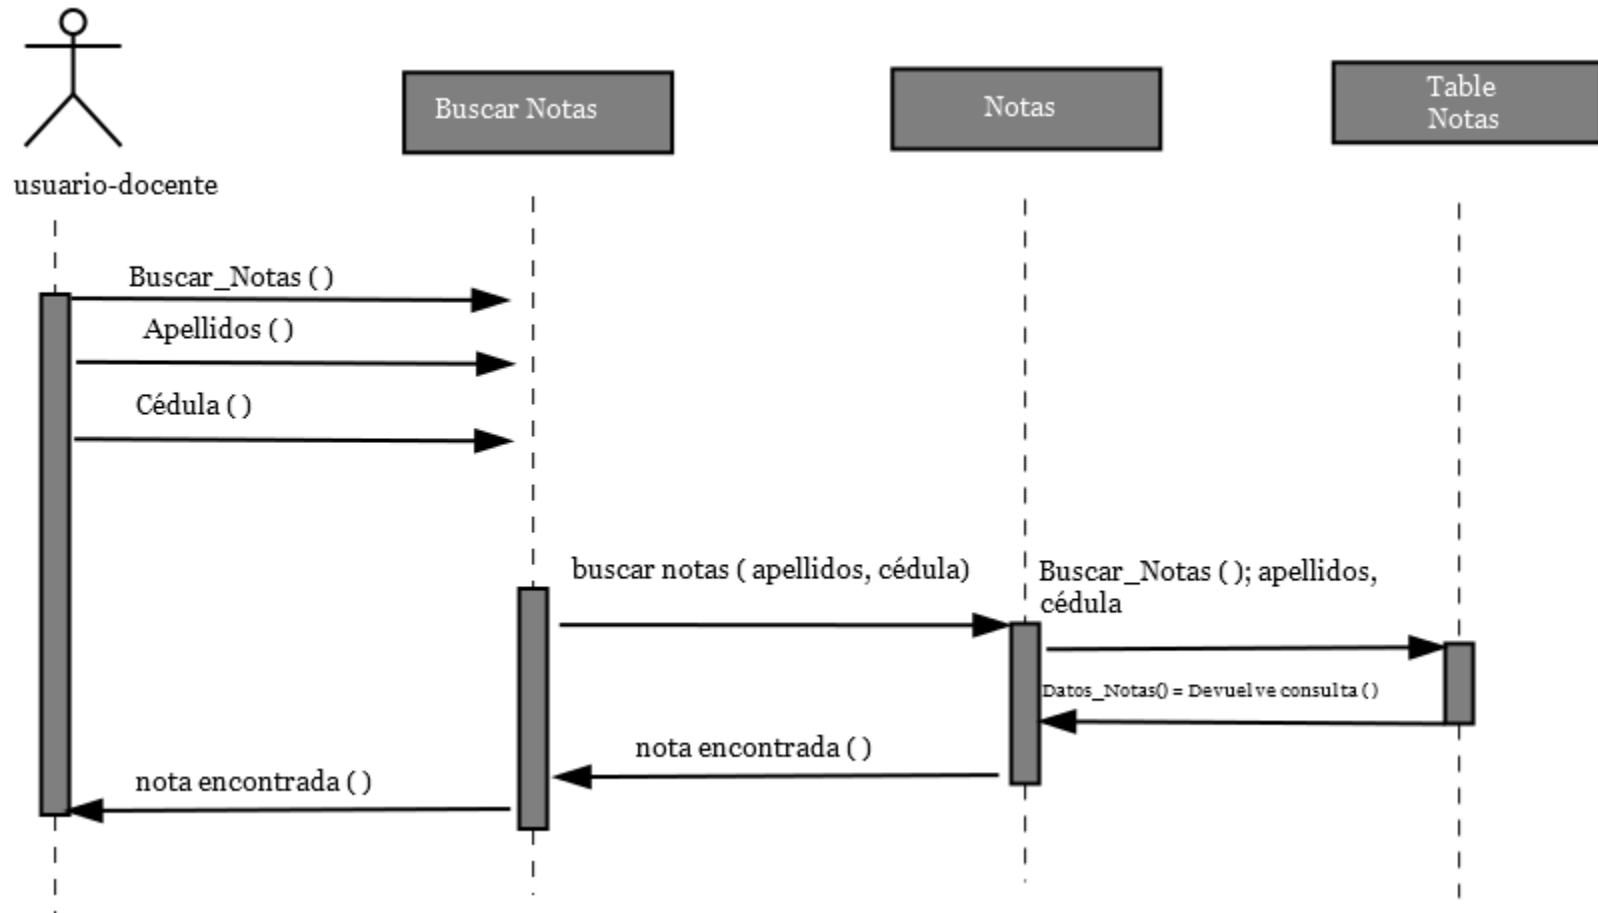 Buscar Notas
Notas
Table
Notas
usuario-docente
Buscar_Notas ( )
Apellidos ( )
Cédula ( )
buscar notas ( apellidos, cédula)
Buscar_Notas ( ); apellidos,
cédula
Datos_Notas() = Devuelve consulta ( )
nota encontrada ( )
nota encontrada ( )